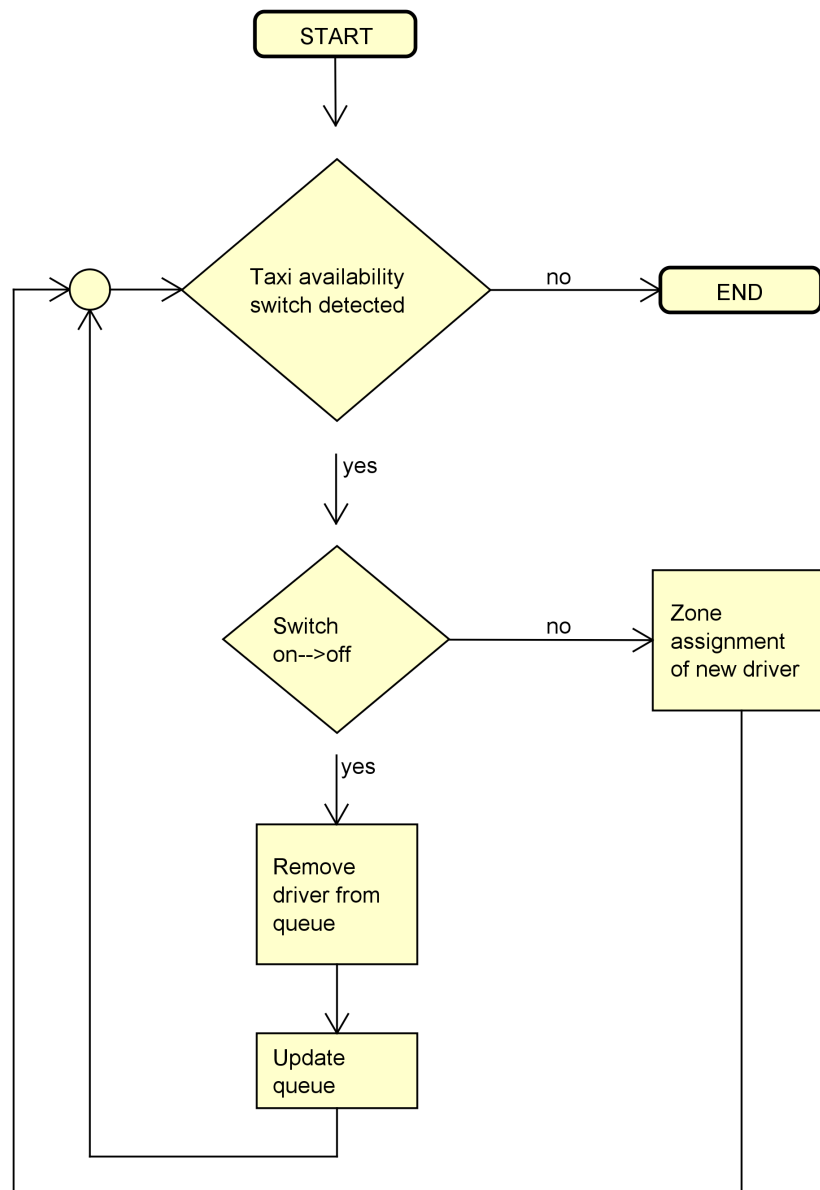 START
Taxi availability
switch detected
no
END
yes
Switch
on-->off
no
Zone
assignment
of new driver
yes
Remove
driver from
queue
Update
queue